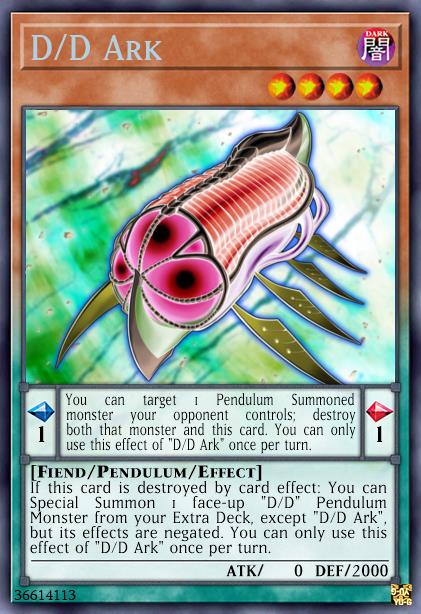 D/D Ark
DARK
闇
You can target 1 Pendulum Summoned
monster your opponent controls; destroy
both that monster and this card. You can only
use this effect of "D/D Ark" once per turn.
1
1
[Fiend/Pendulum/Effect]
If this card is destroyed by card effect: You can
Special Summon 1 face-up "D/D" Pendulum
Monster from your Extra Deck, except "D/D Ark",
but its effects are negated. You can only use this
effect of "D/D Ark" once per turn.
ATK/ 0 DEF/2000
36614113